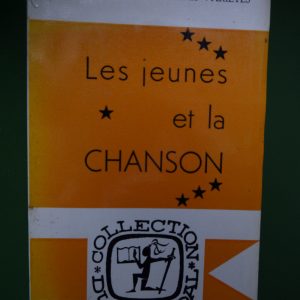 Les jeunes
et la
CHANSON
COLLECTION